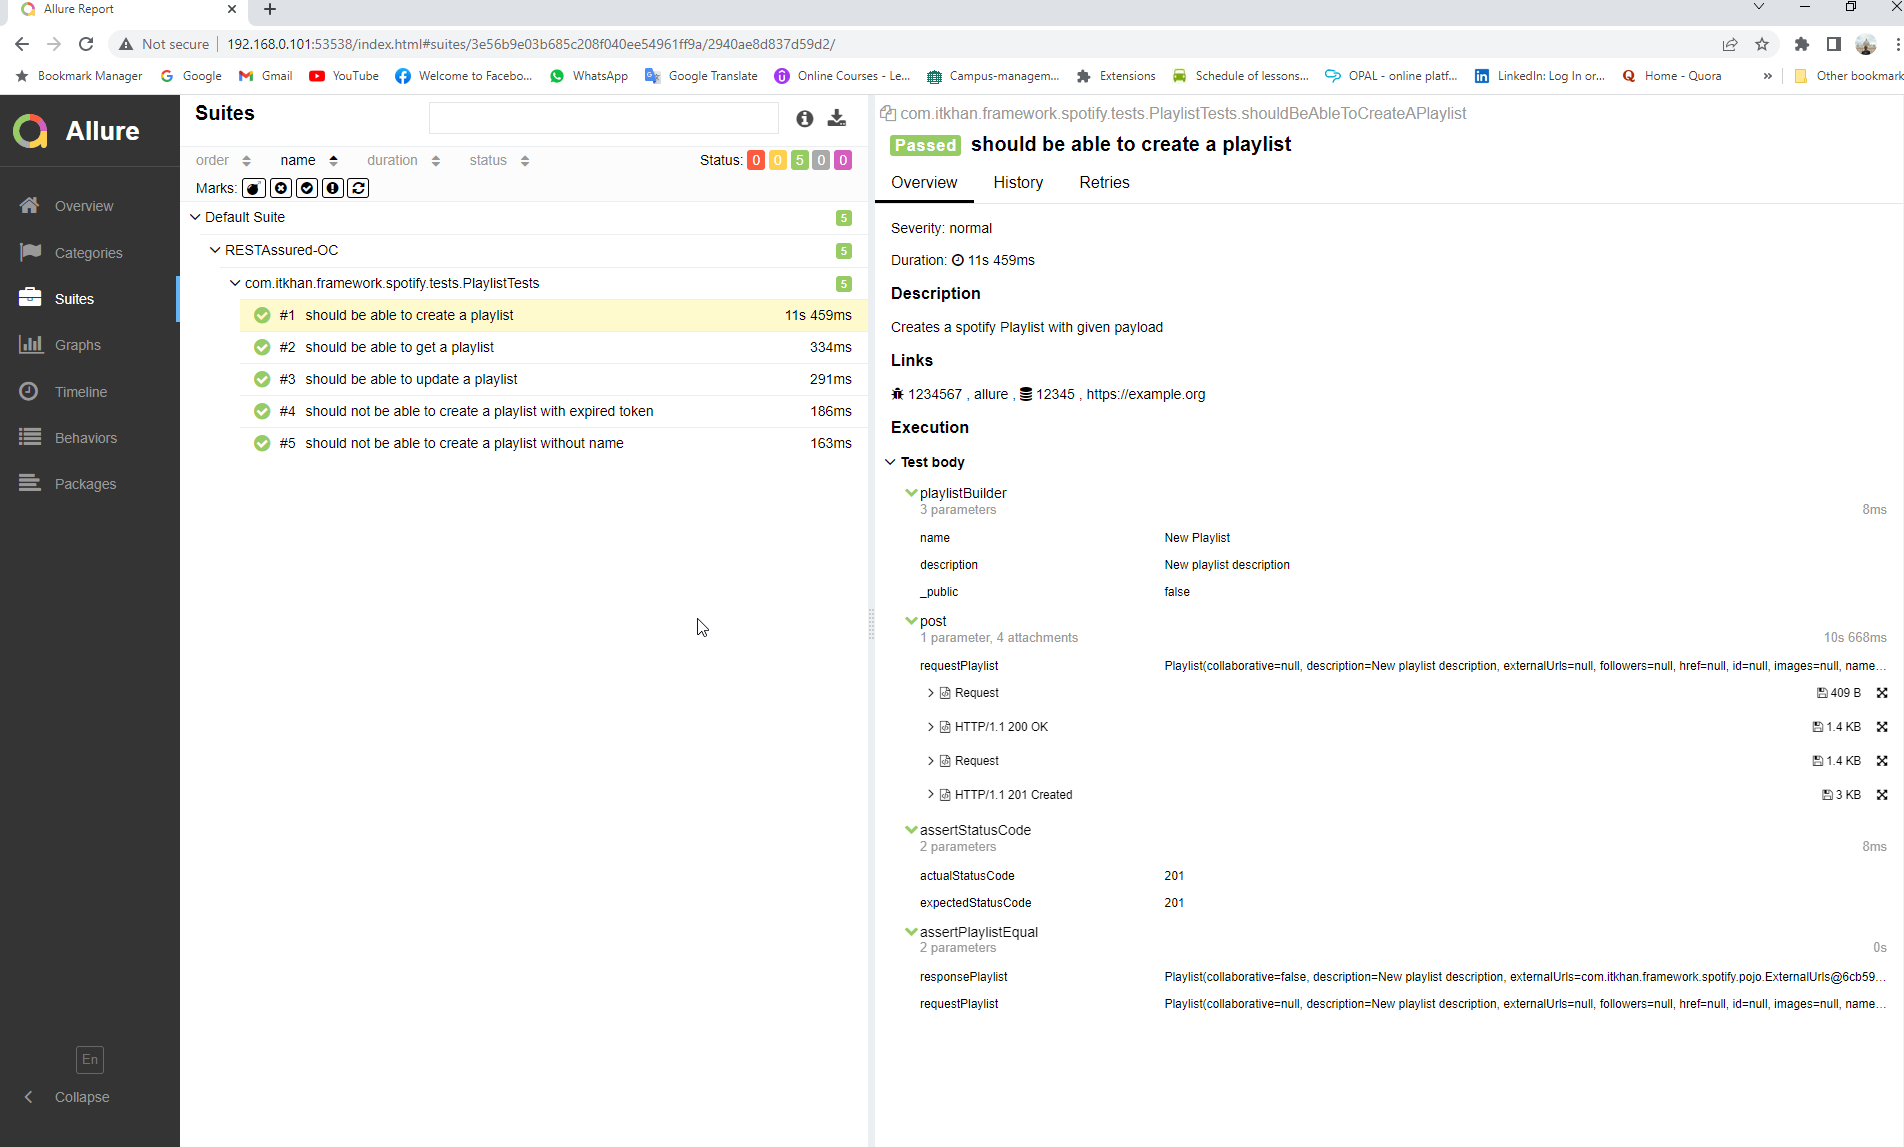 Allure Report
Not secure
192.168.0.101:53538/index.html#suites/3e56b9e03b685c208f040ee54961ff9a/2940ae8d837d59d2/
Bookmark Manager
Google
Gmail
YouTube
Welcome to Facebo...
WhatsApp
Google Translate
Online Courses - Le...
Campus-managem...
Extensions
Schedule of lessons...
OPAL - online platf...
LinkedIn: Log In or...
Home - Quora
»
Other bookmark
Allure
Overview
Categories
Suites
Graphs
Timeline
Behaviors
Packages
En
Collapse
Suites
order name duration status
Status: 0 0 5 0 0
Marks:
Default Suite 5
RESTAssured-OC 5
com.itkhan.framework.spotify.tests.PlaylistTests 5
#1 should be able to create a playlist 11s 459ms
#2 should be able to get a playlist 334ms
#3 should be able to update a playlist 291ms
#4 should not be able to create a playlist with expired token 186ms
#5 should not be able to create a playlist without name 163ms
com.itkhan.framework.spotify.tests.PlaylistTests.shouldBeAbleToCreateAPlaylist
Passed should be able to create a playlist
Overview History Retries
Severity: normal
Duration: 11s 459ms
Description
Creates a spotify Playlist with given payload
Links
1234567 , allure , 12345 , https://example.org
Execution
Test body
playlistBuilder
3 parameters 8ms
name New Playlist
description New playlist description
_public false
post
1 parameter, 4 attachments 10s 668ms
requestPlaylist Playlist(collaborative=null, description=New playlist description, externalUrls=null, followers=null, href=null, id=null, images=null, name...
Request 409 B
HTTP/1.1 200 OK 1.4 KB
Request 1.4 KB
HTTP/1.1 201 Created 3 KB
assertStatusCode
2 parameters 8ms
actualStatusCode 201
expectedStatusCode 201
assertPlaylistEqual
2 parameters 0s
responsePlaylist Playlist(collaborative=false, description=New playlist description, externalUrls=com.itkhan.framework.spotify.pojo.ExternalUrls@6cb59...
requestPlaylist Playlist(collaborative=null, description=New playlist description, externalUrls=null, followers=null, href=null, id=null, images=null, name...